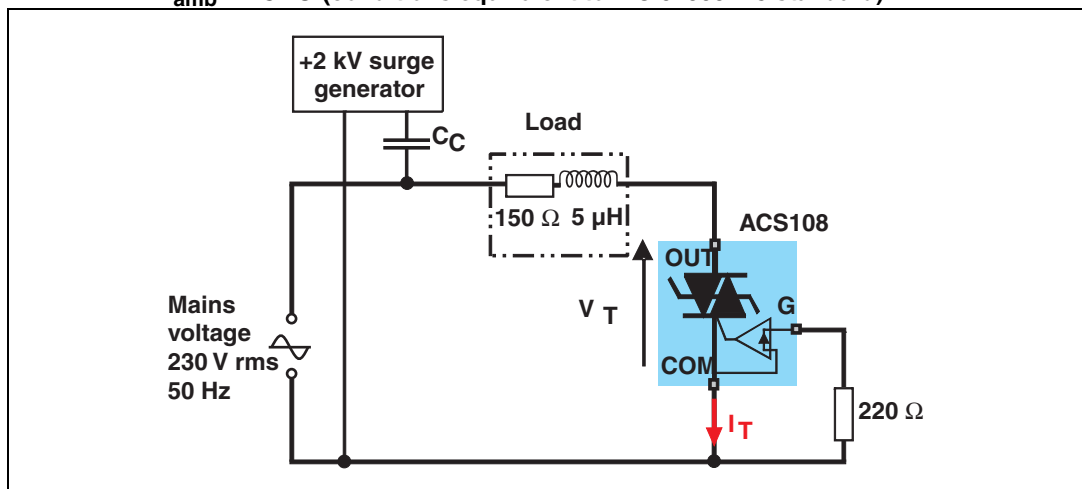 amb
+2 kV surge
generator
C_C
Load
150 Ω 5 µH
ACS108
OUT
G
V_T
COM
Mains
voltage
230 V rms
50 Hz
I_T
220 Ω